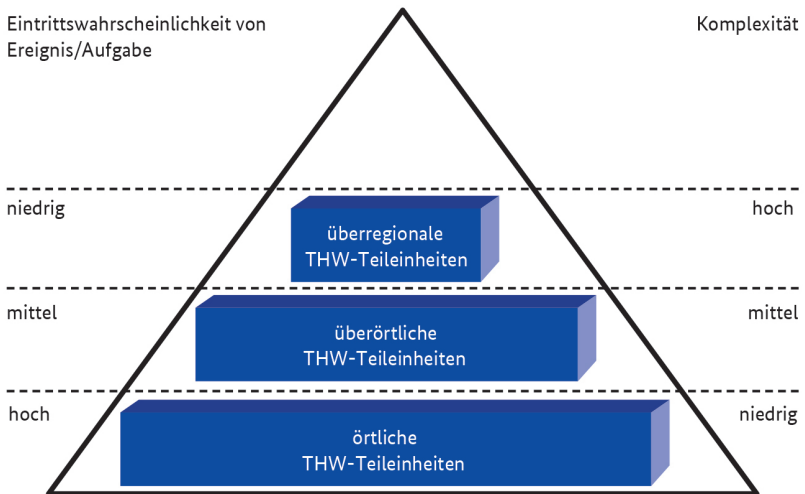 Eintrittswahrscheinlichkeit von
Ereignis/Aufgabe
Komplexität
niedrig
hoch
überregionale
THW-Teileinheiten
mittel
mittel
überörtliche
THW-Teileinheiten
hoch
niedrig
örtliche
THW-Teileinheiten